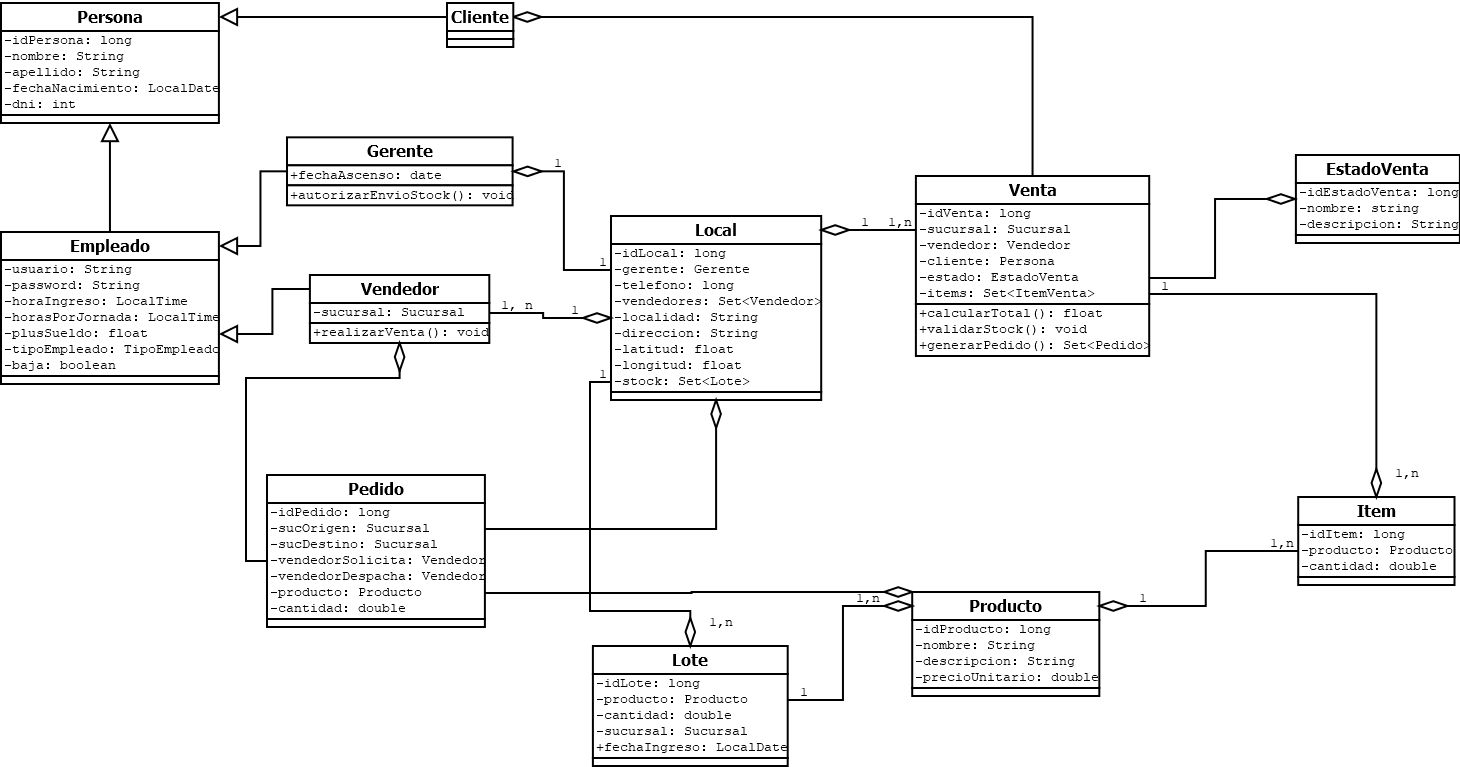 Persona
-idPersona: long
-nombre: String
-apellido: String
-fechaNacimiento: LocalDate
-dni: int
Cliente
Gerente
+fechaAscenso: date
+autorizarEnvioStock(): void
1
1
Empleado
-usuario: String
-password: String
-horaIngreso: LocalTime
-horasPorJornada: LocalTime
-plusSueldo: float
-tipoEmpleado: TipoEmpleado
-baja: boolean
Vendedor
-sucursal: Sucursal
+realizarVenta(): void
1, n
1
Local
-idLocal: long
-gerente: Gerente
-telefono: long
-vendedores: Set<Vendedor>
-localidad: String
-direccion: String
-latitud: float
-longitud: float
-stock: Set<Lote>
1
1,n
1
Venta
-idVenta: long
-sucursal: Sucursal
-vendedor: Vendedor
-cliente: Persona
-estado: EstadoVenta
-items: Set<ItemVenta>
+calcularTotal(): float
+validarStock(): void
+generarPedido(): Set<Pedido>
1
EstadoVenta
-idEstadoVenta: long
-nombre: string
-descripcion: String
1,n
Item
-idItem: long
-producto: Producto
-cantidad: double
1,n
1
Pedido
-idPedido: long
-sucOrigen: Sucursal
-sucDestino: Sucursal
-vendedorSolicita: Vendedor
-vendedorDespacha: Vendedor
-producto: Producto
-cantidad: double
1,n
Producto
-idProducto: long
-nombre: String
-descripcion: String
-precioUnitario: double
1,n
Lote
-idLote: long
-producto: Producto
-cantidad: double
-sucursal: Sucursal
+fechaIngreso: LocalDate
1